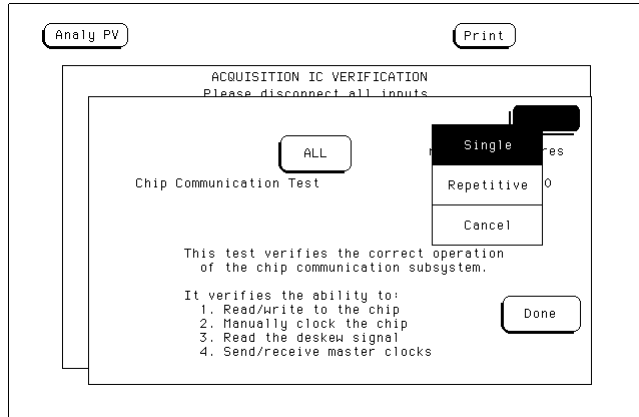 Analy PV
Print
ACQUISITION IC VERIFICATION
Please disconnect all inputs
ALL
Single
Chip Communication Test
Repetitive
Cancel
This test verifies the correct operation
of the chip communication subsystem.
It verifies the ability to:
1. Read/write to the chip
2. Manually clock the chip
3. Read the deskew signal
4. Send/receive master clocks
Done